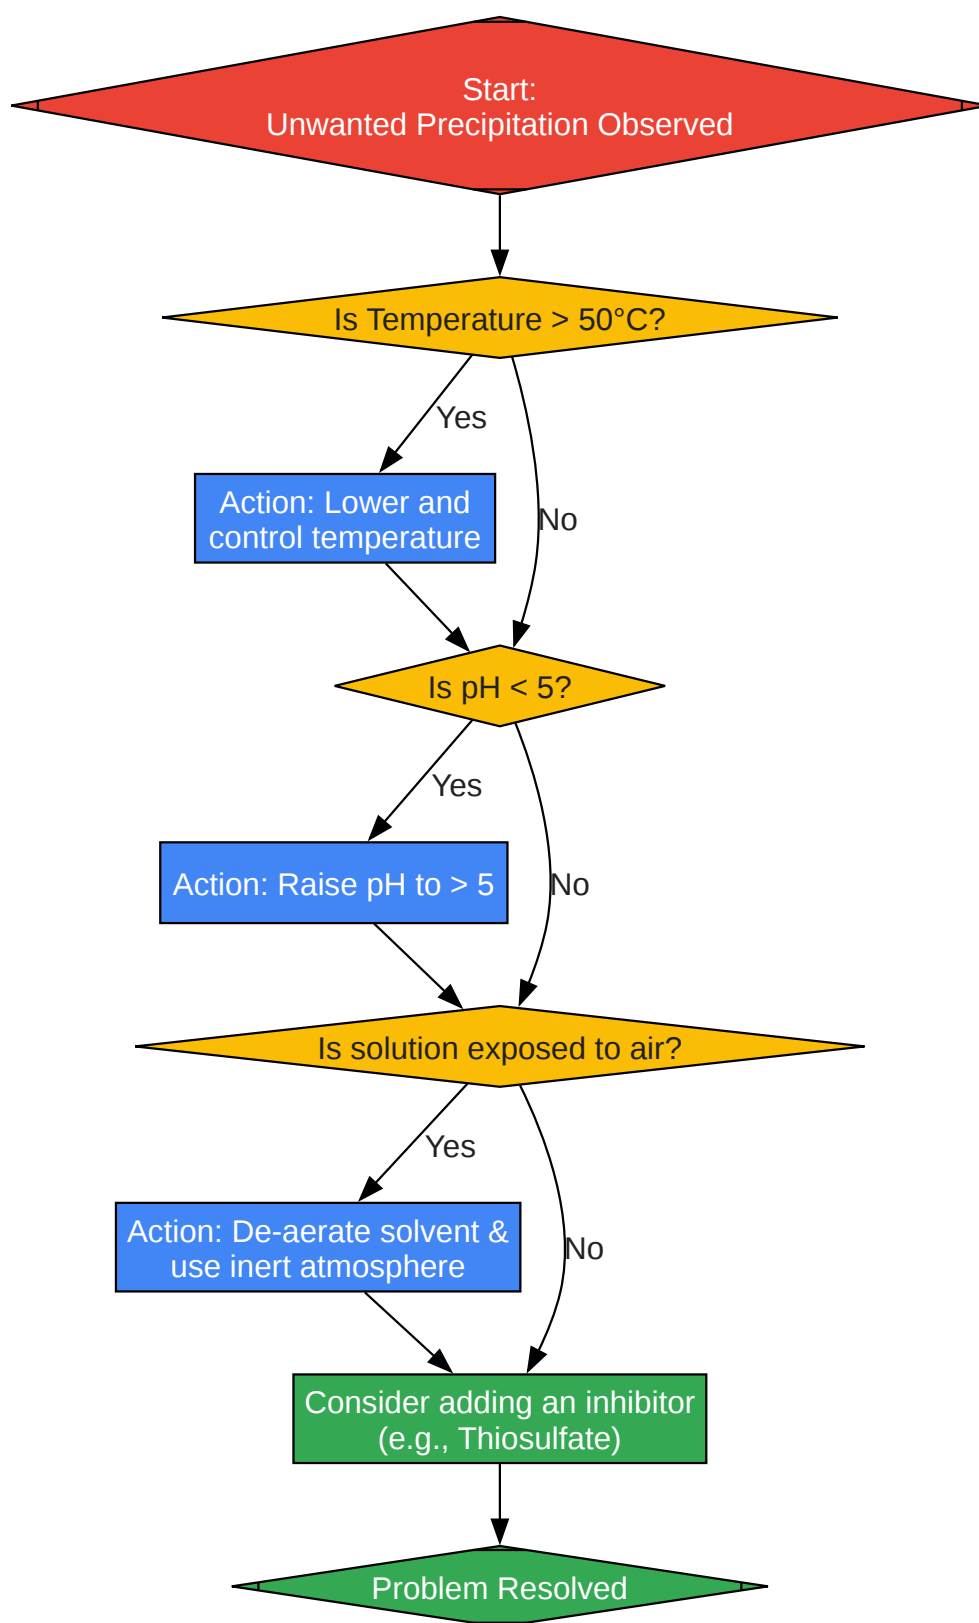 Start:
Unwanted Precipitation Observed
Is Temperature > 50°C?
Yes
Action: Lower and
control temperature
No
Is pH < 5?
Yes
Action: Raise pH to > 5
No
Is solution exposed to air?
Yes
Action: De-aerate solvent &
use inert atmosphere
No
Consider adding an inhibitor
(e.g., Thiosulfate)
Problem Resolved